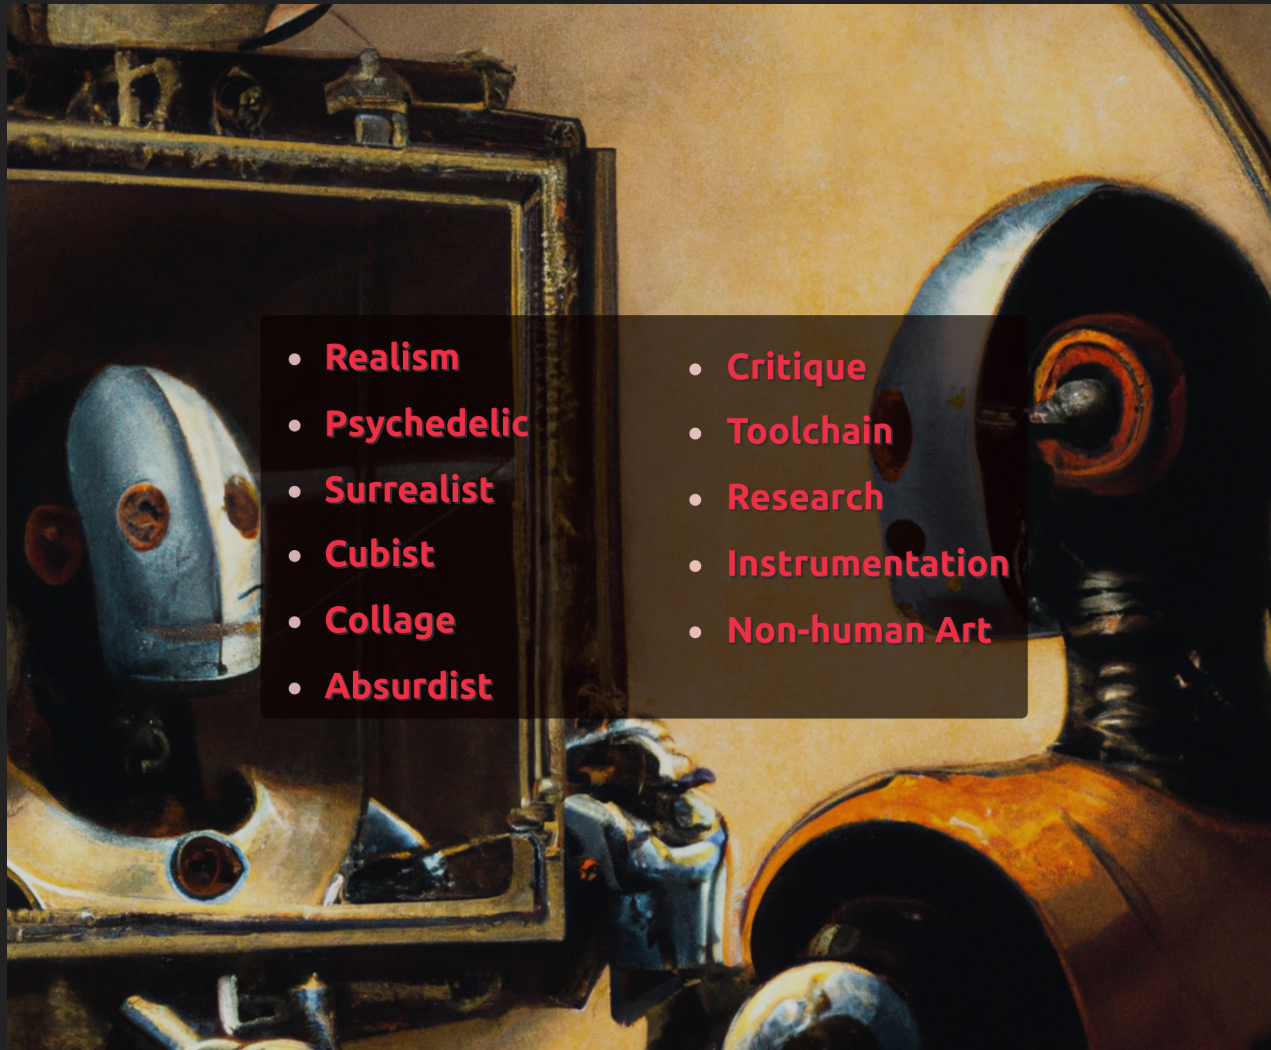 Realism
Psychedelic
Surrealist
Cubist
Collage
Absurdist
Critique
Toolchain
Research
Instrumentation
Non-human Art